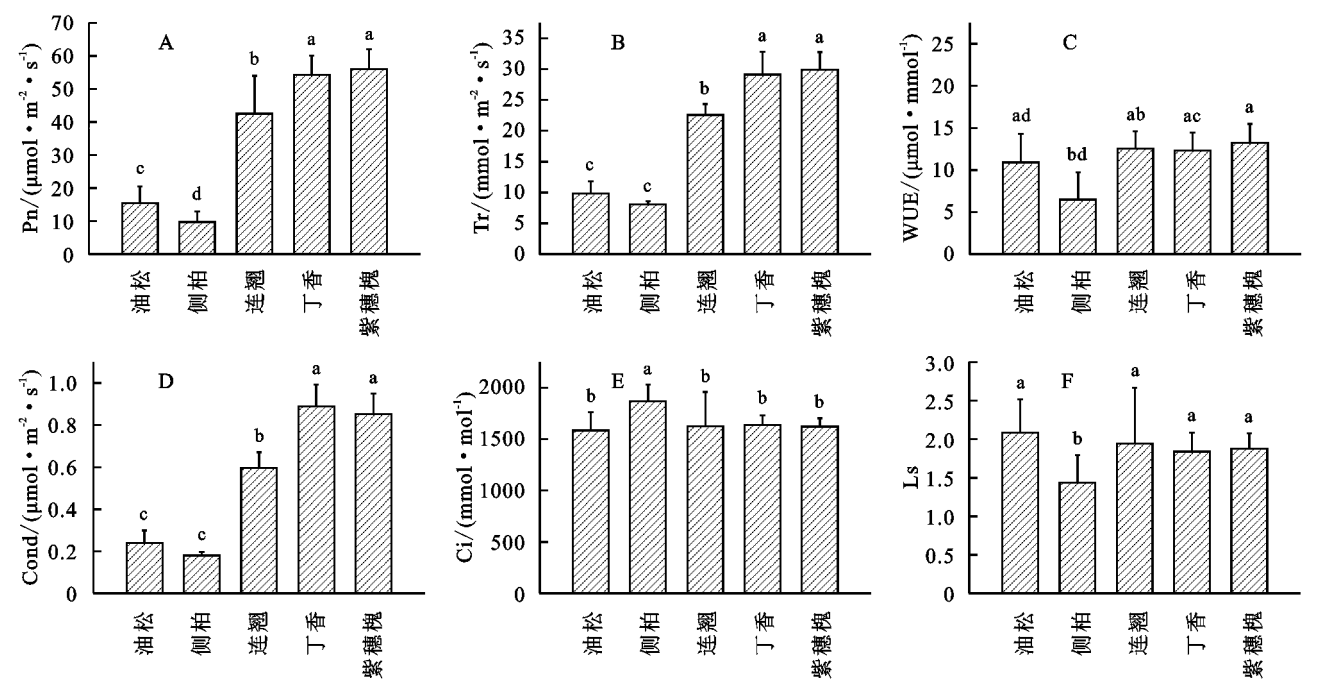 A
Pn/(μmol·m⁻²·s⁻¹)
70
60
50
40
30
20
10
0
c
d
b
a
a
油松
侧柏
连翘
丁香
紫穗槐
B
Tr/(mmol·m⁻²·s⁻¹)
35
30
25
20
15
10
5
0
c
c
b
a
a
油松
侧柏
连翘
丁香
紫穗槐
C
WUE/(μmol·mmol⁻¹)
25
20
15
10
5
0
ad
bd
ab
ac
a
油松
侧柏
连翘
丁香
紫穗槐
D
Cond/(μmol·m⁻²·s⁻¹)
1.0
0.8
0.6
0.4
0.2
0
c
c
b
a
a
油松
侧柏
连翘
丁香
紫穗槐
E
Ci/(mmol·mol⁻¹)
2000
1500
1000
500
0
b
a
b
b
b
油松
侧柏
连翘
丁香
紫穗槐
F
Ls
3.0
2.5
2.0
1.5
1.0
0.5
0
a
b
a
a
a
油松
侧柏
连翘
丁香
紫穗槐